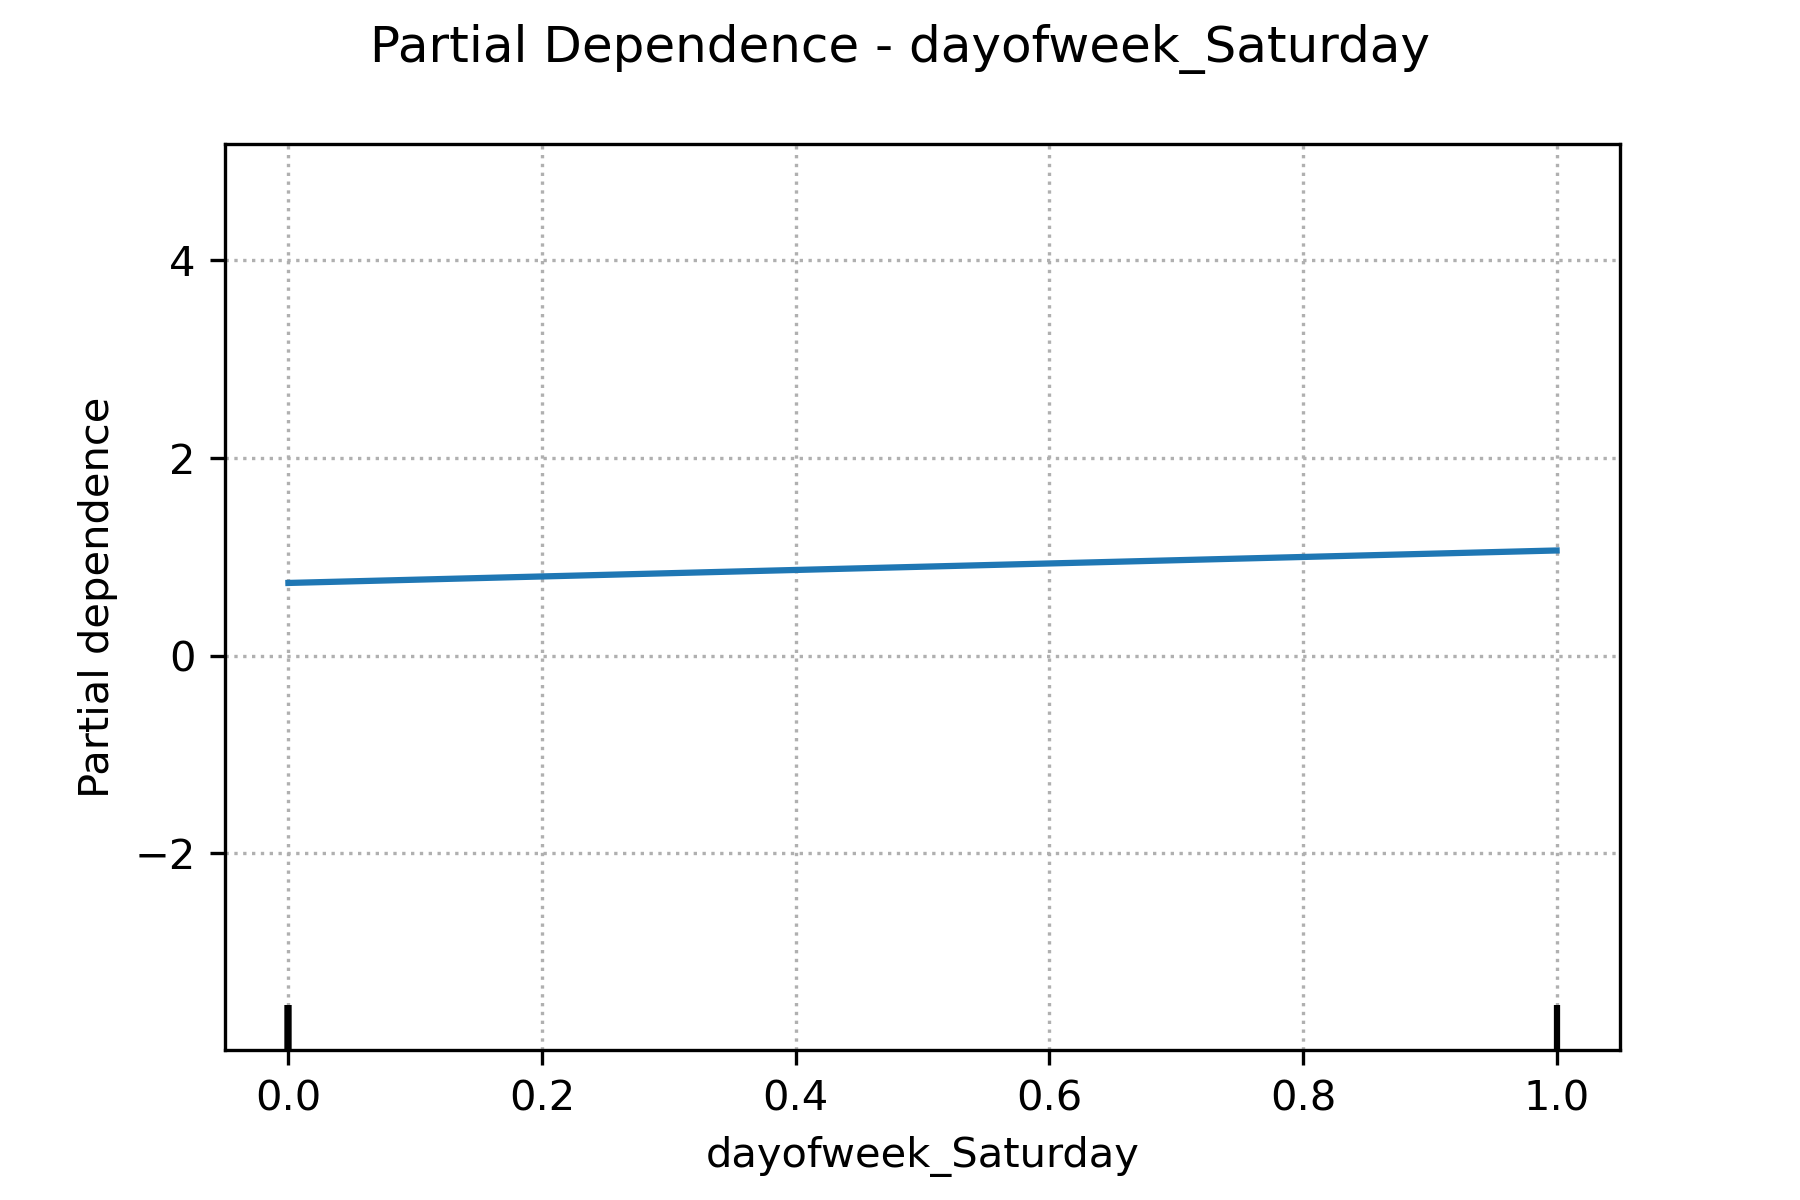 Partial Dependence - dayofweek_Saturday
4
2
0
−2
Partial dependence
0.0 0.2 0.4 0.6 0.8 1.0
dayofweek_Saturday